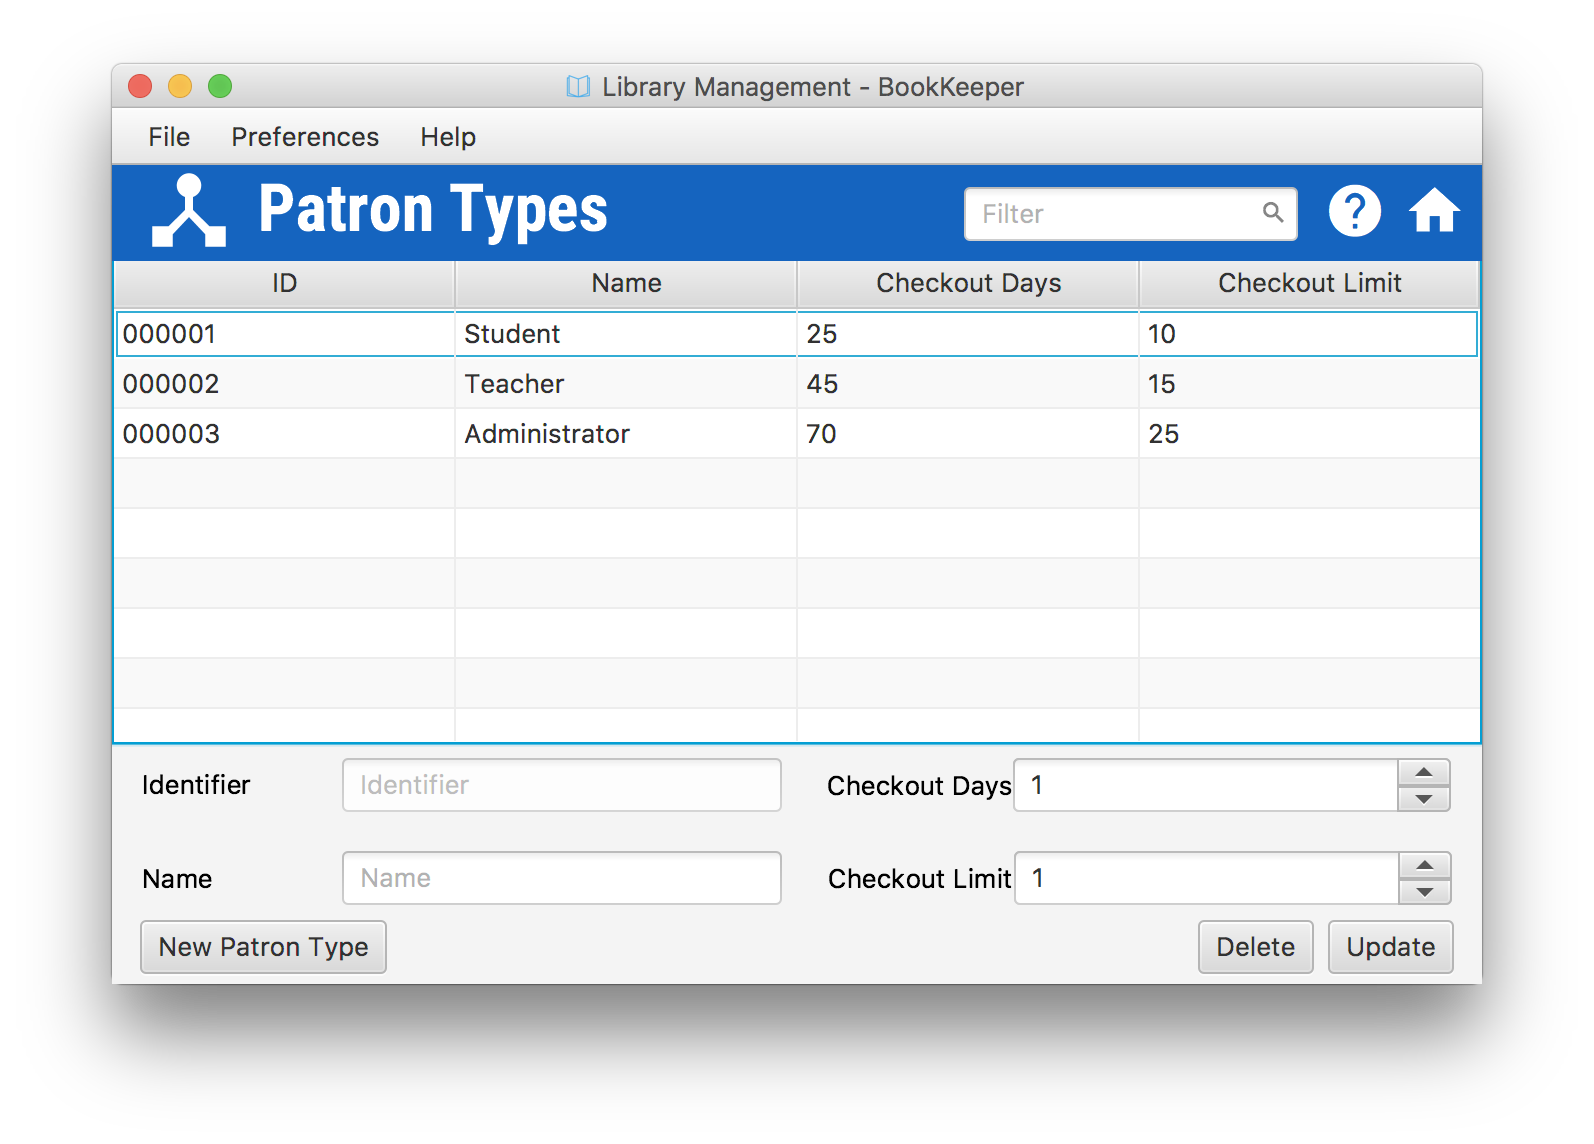 Library Management - BookKeeper
File Preferences Help
Patron Types Filter ?
ID Name Checkout Days Checkout Limit
000001 Student 25 10
000002 Teacher 45 15
000003 Administrator 70 25
Identifier Identifier Checkout Days 1
Name Name Checkout Limit 1
New Patron Type Delete Update